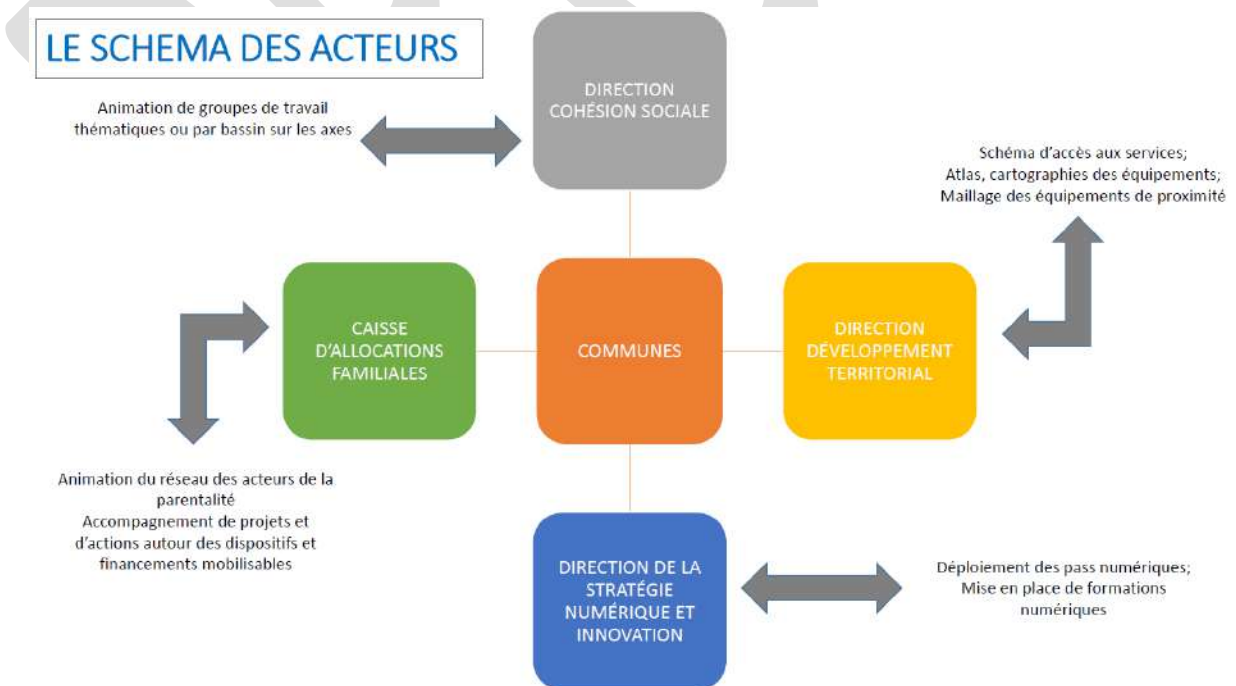 LE SCHEMA DES ACTEURS
DIRECTION
COHÉSION SOCIALE
Animation de groupes de travail
thématiques ou par bassin sur les axes
Schéma d'accès aux services;
Atlas, cartographies des équipements;
Maillage des équipements de proximité
CAISSE
D'ALLOCATIONS
FAMILIALES
COMMUNES
DIRECTION
DÉVELOPPEMENT
TERRITORIAL
Animation du réseau des acteurs de la
parentalité
Accompagnement de projets et
d'actions autour des dispositifs et
financements mobilisables
DIRECTION DE LA
STRATÉGIE
NUMÉRIQUE ET
INNOVATION
Déploiement des pass numériques;
Mise en place de formations
numériques